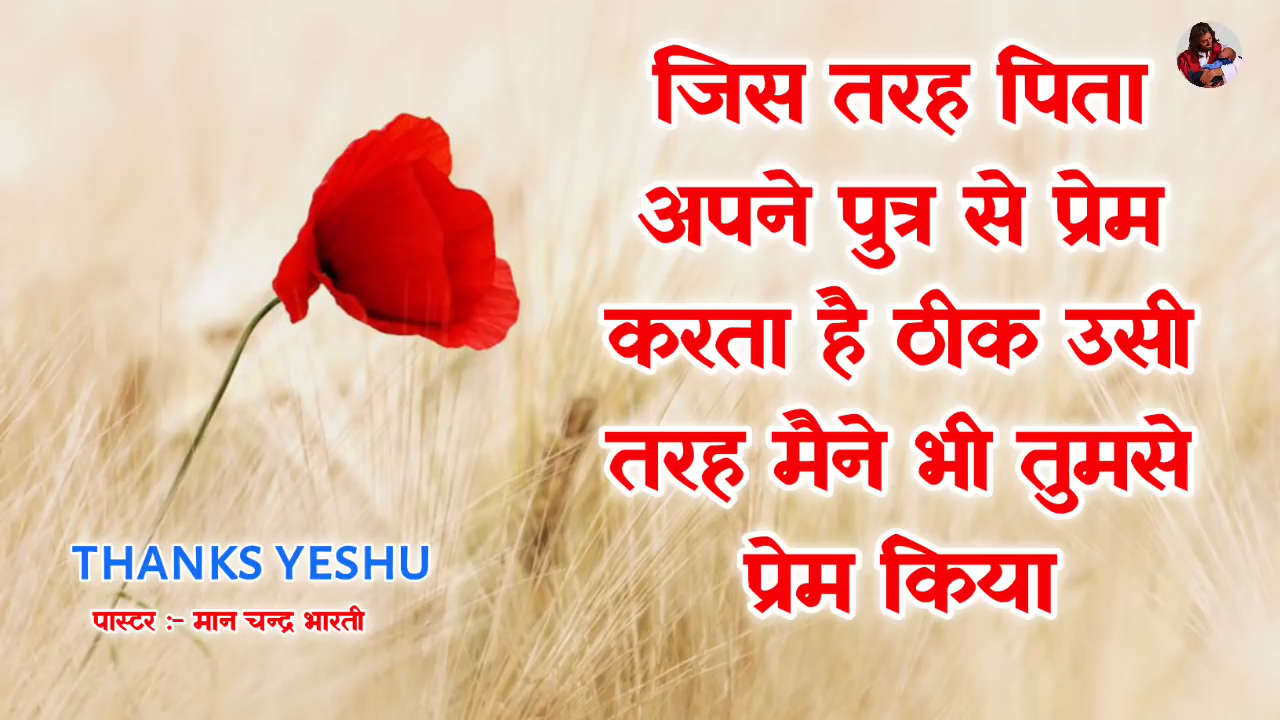 जिस तरह पिता
अपने पुत्र से प्रेम
करता है ठीक उसी
तरह मैने भी तुमसे
प्रेम किया
THANKS YESHU
पास्टर :- मान चन्द्र भारती